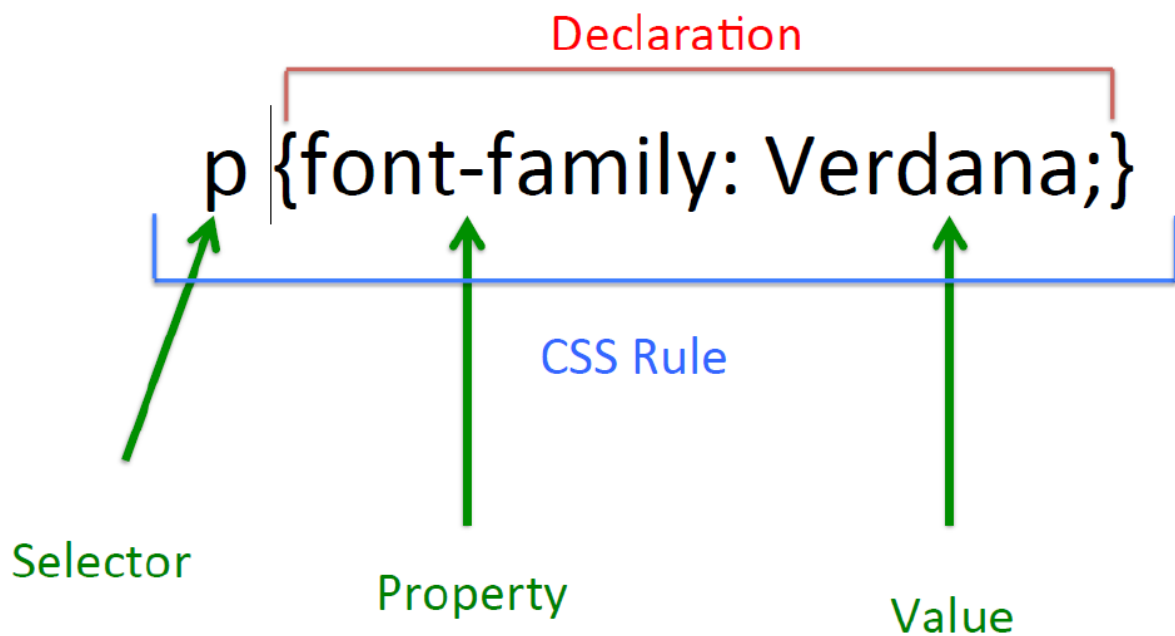 Declaration
p {font-family: Verdana;}
CSS Rule
Selector
Property
Value